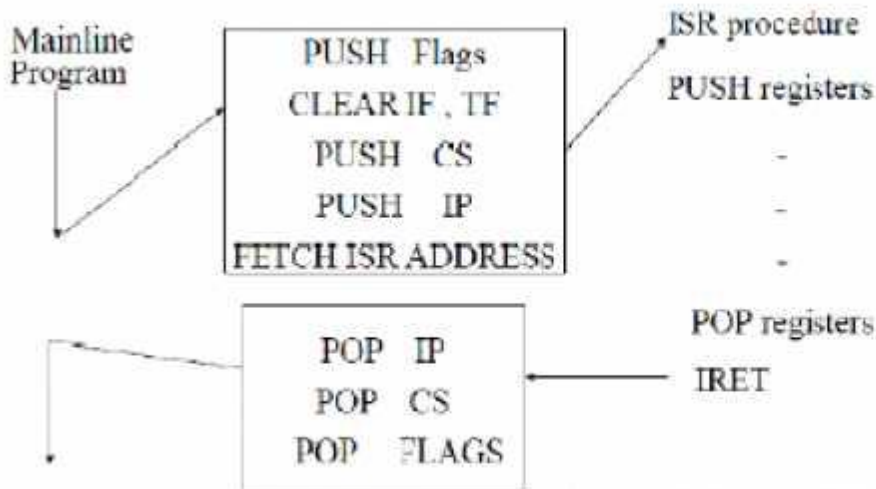 Mainline
Program
PUSH Flags
CLEAR IF , TF
PUSH CS
PUSH IP
FETCH ISR ADDRESS
ISR procedure
PUSH registers
-
-
-
POP registers
IRET
POP IP
POP CS
POP FLAGS